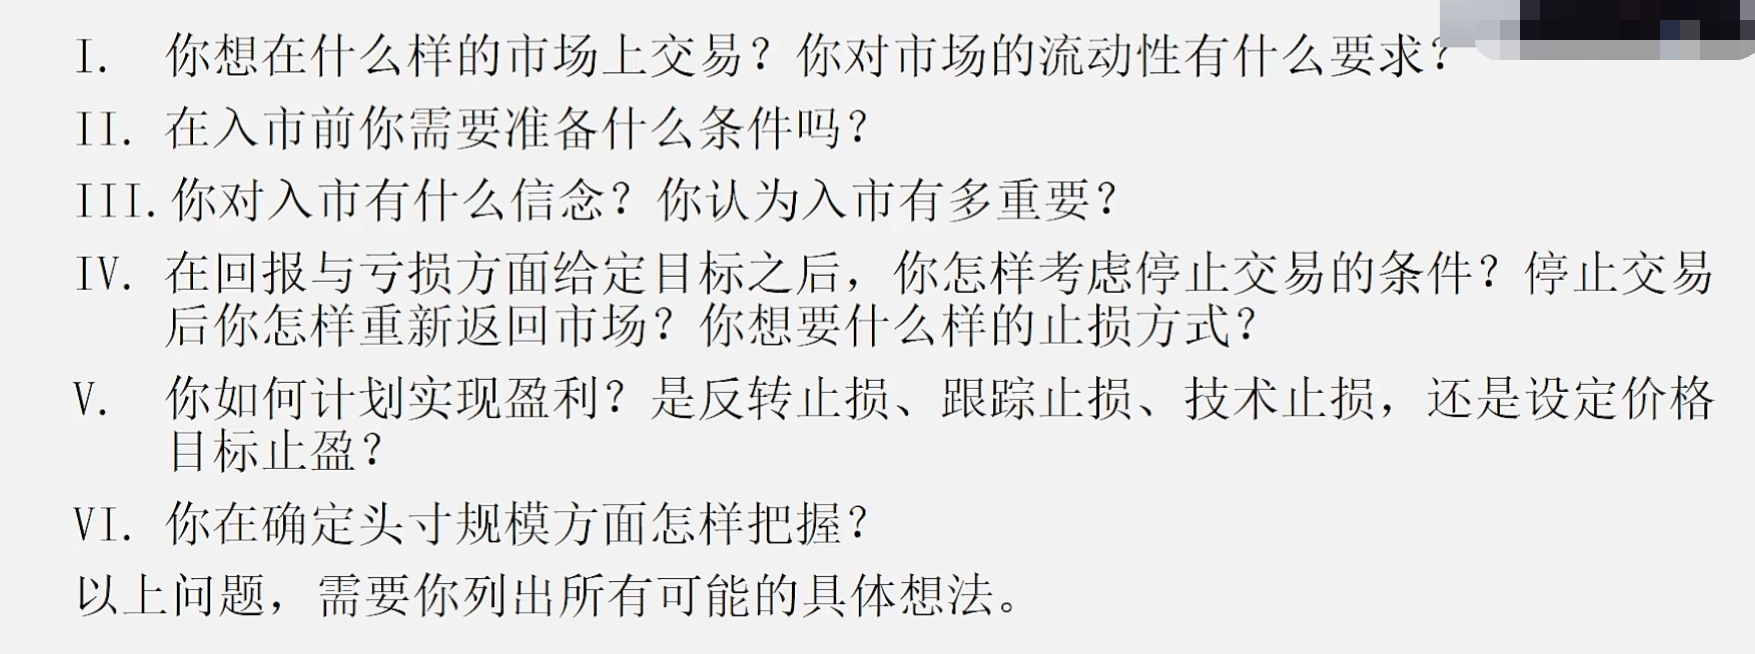 I. 你想在什么样的市场上交易？你对市场的流动性有什么要求？
II. 在入市前你需要准备什么条件吗？
III. 你对入市有什么信念？你认为入市有多重要？
IV. 在回报与亏损方面给定目标之后，你怎样考虑停止交易的条件？停止交易
后你怎样重新返回市场？你想要什么样的止损方式？
V. 你如何计划实现盈利？是反转止损、跟踪止损、技术止损，还是设定价格
目标止盈？
VI. 你在确定头寸规模方面怎样把握？
以上问题，需要你列出所有可能的具体想法。